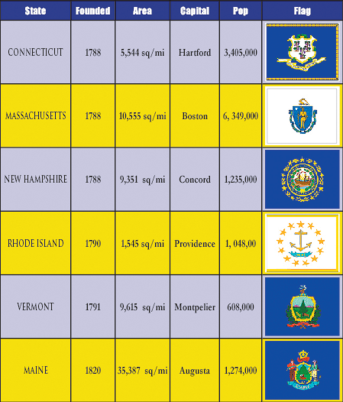 State Founded Area Capital Pop Flag
CONNECTICUT 1788 5,544 sq/mi Hartford 3,405,000
MASSACHUSETTS 1788 10,555 sq/mi Boston 6, 349,000
NEW HAMPSHIRE 1788 9,351 sq/mi Concord 1,235,000
RHODE ISLAND 1790 1,545 sq/mi Providence 1, 048,00
VERMONT 1791 9,615 sq/mi Montpelier 608,000
MAINE 1820 35,387 sq/mi Augusta 1,274,000